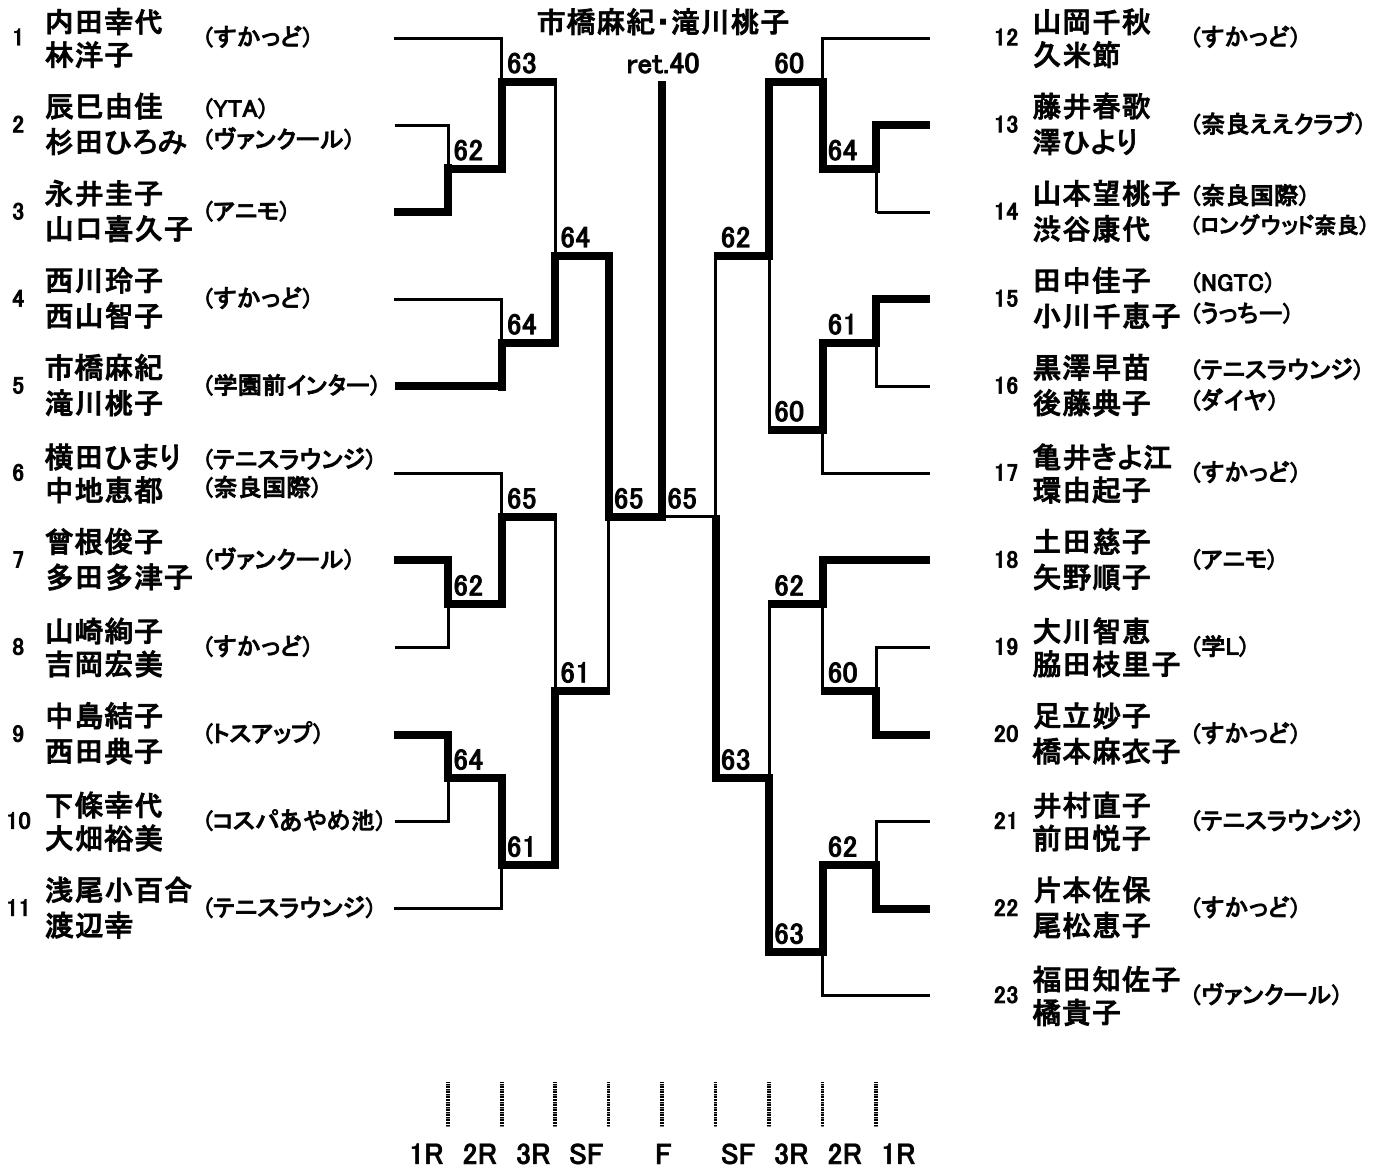 市橋麻紀・滝川桃子
ret.40
1 内田幸代 (すかっど)
林洋子
2 辰巳由佳 (YTA)
杉田ひろみ (ヴァンクール)
3 永井圭子 (アニモ)
山口喜久子
4 西川玲子 (すかっど)
西山智子
5 市橋麻紀 (学園前インター)
滝川桃子
6 横田ひまり (テニスラウンジ)
中地恵都 (奈良国際)
7 曽根俊子 (ヴァンクール)
多田多津子
8 山崎絢子 (すかっど)
吉岡宏美
9 中島結子 (トスアップ)
西田典子
10 下條幸代 (コスパあやめ池)
大畑裕美
11 浅尾小百合 (テニスラウンジ)
渡辺幸
63
62
64
64
65
62
61
64
61
65
65
60
64
62
61
60
62
60
63
62
63
12 山岡千秋 (すかっど)
久米節
13 藤井春歌 (奈良ええクラブ)
澤ひより
14 山本望桃子 (奈良国際)
渋谷康代 (ロングウッド奈良)
15 田中佳子 (NGTC)
小川千恵子 (うっちー)
16 黒澤早苗 (テニスラウンジ)
後藤典子 (ダイヤ)
17 亀井きよ江 (すかっど)
環由起子
18 土田慈子 (アニモ)
矢野順子
19 大川智恵 (学L)
脇田枝里子
20 足立妙子 (すかっど)
橋本麻衣子
21 井村直子 (テニスラウンジ)
前田悦子
22 片本佐保 (すかっど)
尾松恵子
23 福田知佐子 (ヴァンクール)
橘貴子
1R 2R 3R SF F SF 3R 2R 1R